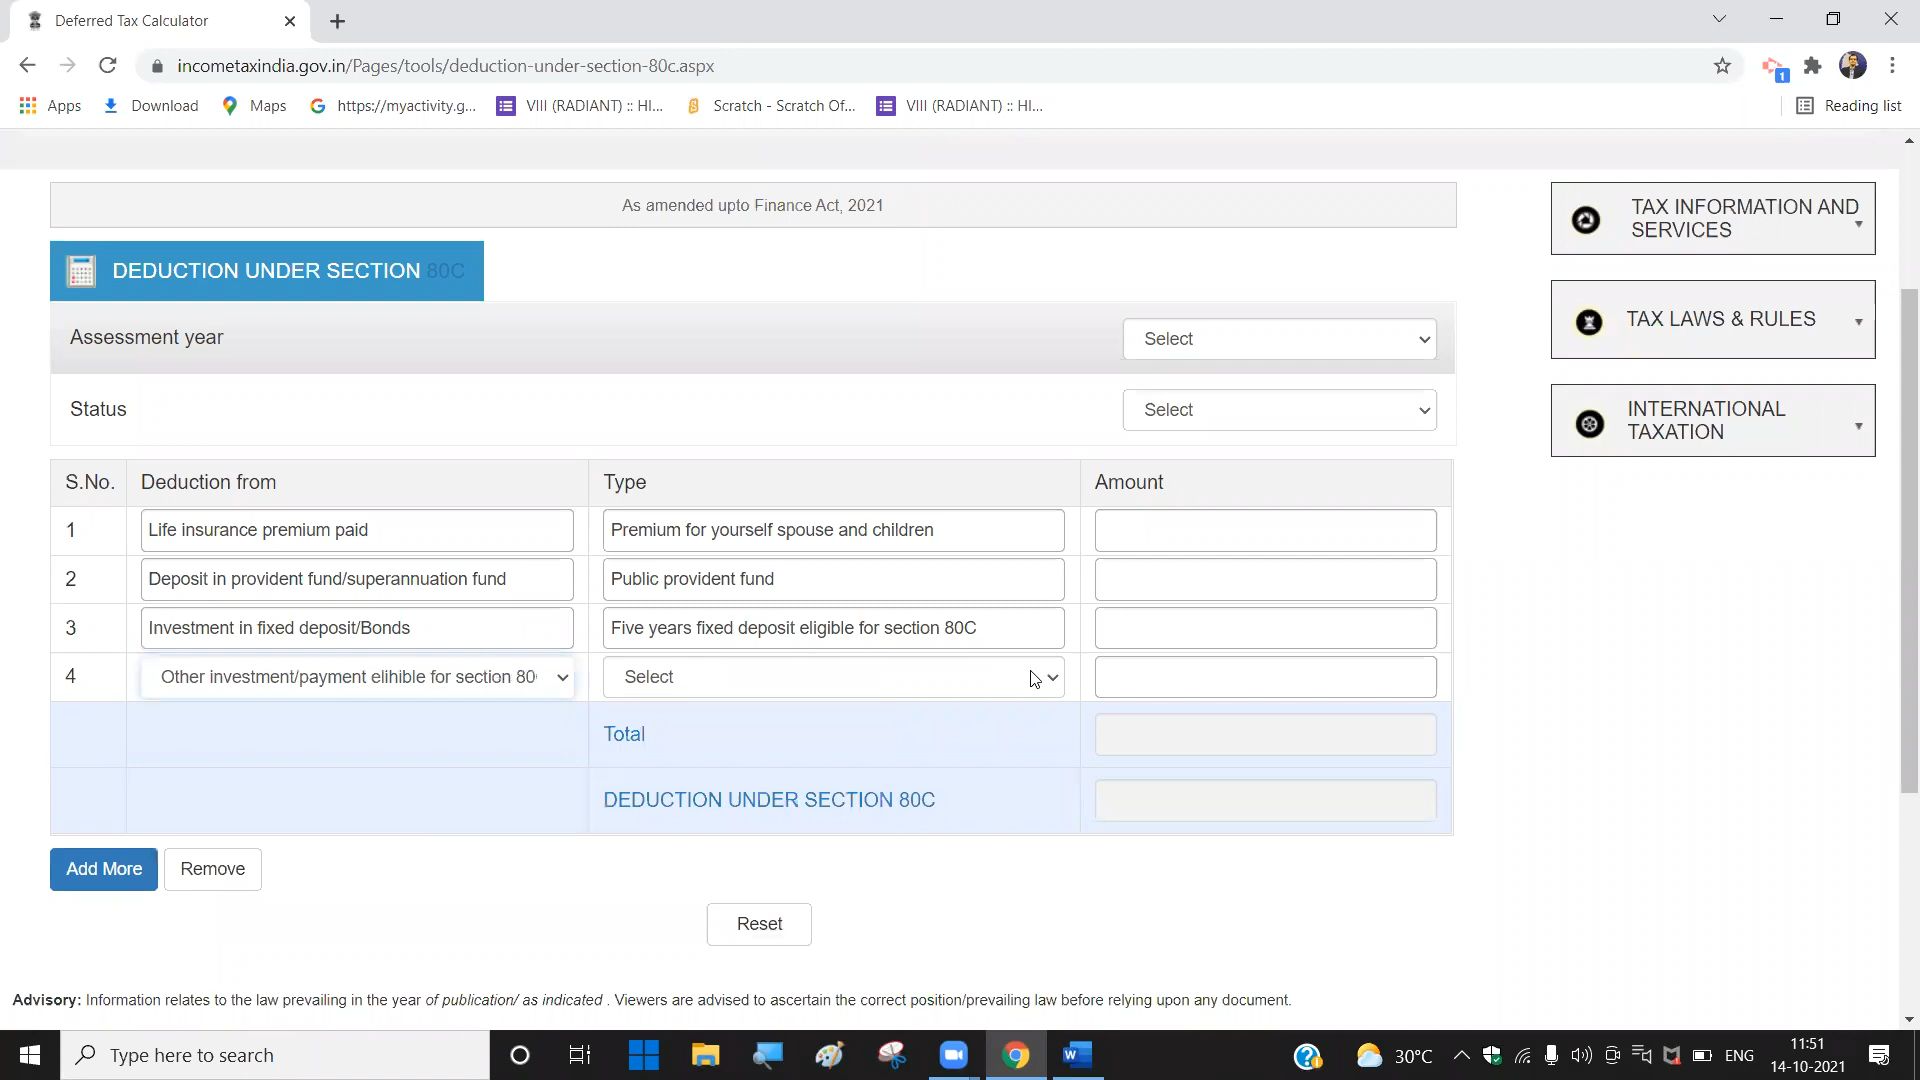 Deferred Tax Calculator
incometaxindia.gov.in/Pages/tools/deduction-under-section-80c.aspx
1
Apps Download Maps https://myactivity.g... VIII (RADIANT) :: HI... Scratch - Scratch Of... VIII (RADIANT) :: HI... Reading list
As amended upto Finance Act, 2021
DEDUCTION UNDER SECTION 80C
Assessment year Select
Status Select
S.No. Deduction from Type Amount
1 Life insurance premium paid Premium for yourself spouse and children
2 Deposit in provident fund/superannuation fund Public provident fund
3 Investment in fixed deposit/Bonds Five years fixed deposit eligible for section 80C
4 Other investment/payment elihible for section 80 Select
Total
DEDUCTION UNDER SECTION 80C
Add More Remove
Reset
TAX INFORMATION AND
SERVICES
TAX LAWS & RULES
INTERNATIONAL
TAXATION
Advisory: Information relates to the law prevailing in the year of publication/ as indicated . Viewers are advised to ascertain the correct position/prevailing law before relying upon any document.
Type here to search 30°C ENG
11:51
14-10-2021